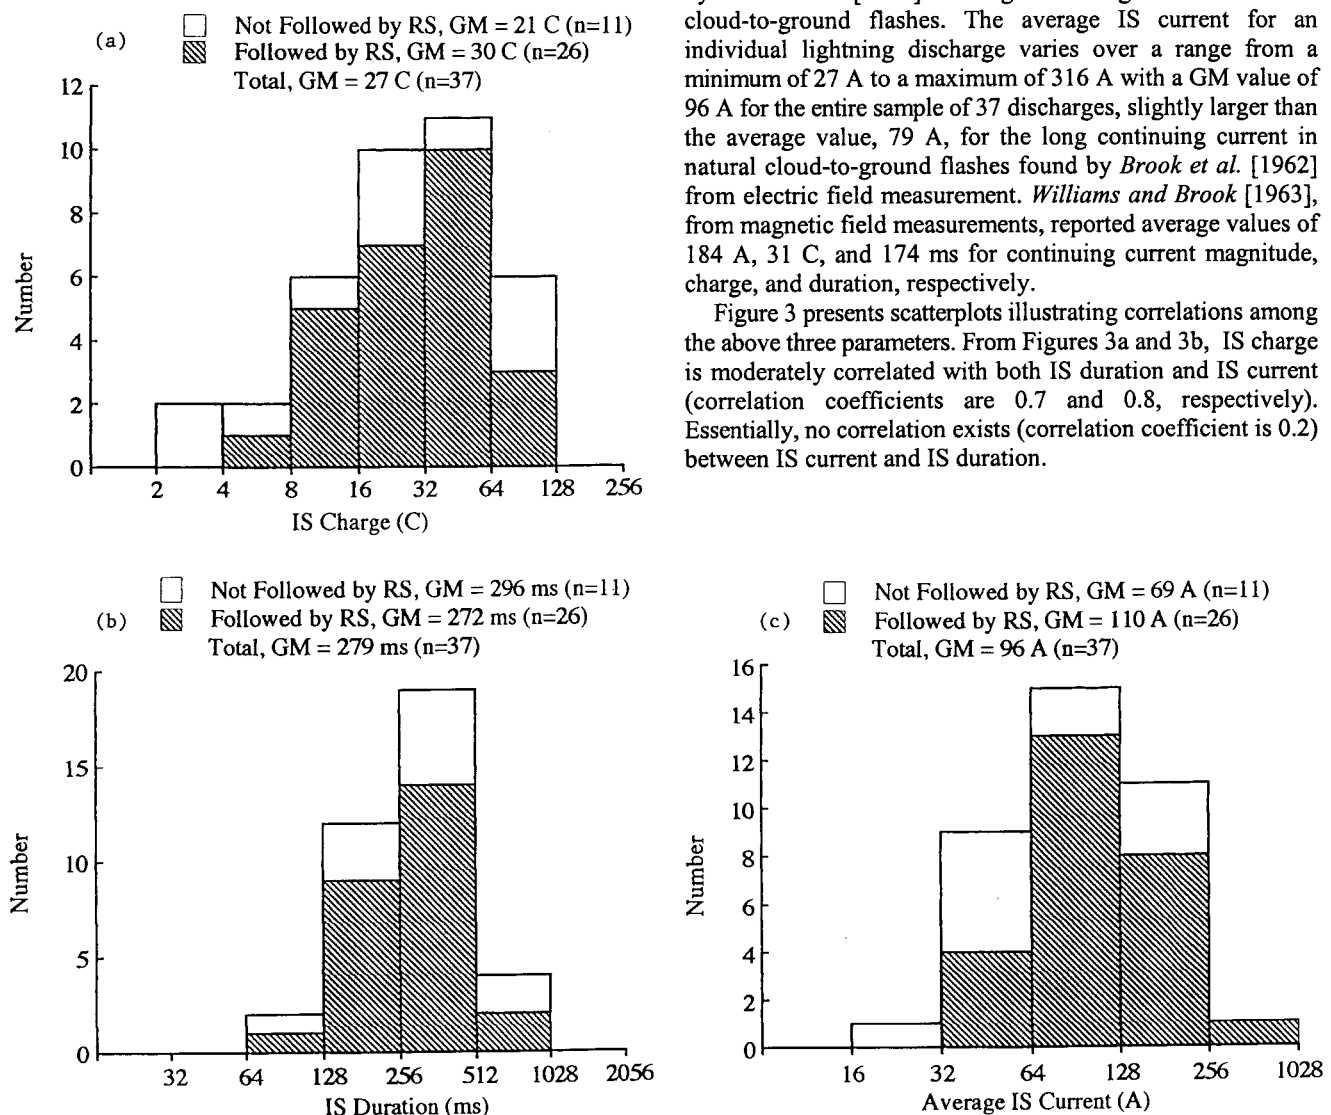 (a)
Not Followed by RS, GM = 21 C (n=11)
Followed by RS, GM = 30 C (n=26)
Total, GM = 27 C (n=37)
12
10
8
6
4
2
0
Number
2 4 8 16 32 64 128 256
IS Charge (C)
cloud-to-ground flashes. The average IS current for an
individual lightning discharge varies over a range from a
minimum of 27 A to a maximum of 316 A with a GM value of
96 A for the entire sample of 37 discharges, slightly larger than
the average value, 79 A, for the long continuing current in
natural cloud-to-ground flashes found by Brook et al. [1962]
from electric field measurement. Williams and Brook [1963],
from magnetic field measurements, reported average values of
184 A, 31 C, and 174 ms for continuing current magnitude,
charge, and duration, respectively.
Figure 3 presents scatterplots illustrating correlations among
the above three parameters. From Figures 3a and 3b, IS charge
is moderately correlated with both IS duration and IS current
(correlation coefficients are 0.7 and 0.8, respectively).
Essentially, no correlation exists (correlation coefficient is 0.2)
between IS current and IS duration.
(b)
Not Followed by RS, GM = 296 ms (n=11)
Followed by RS, GM = 272 ms (n=26)
Total, GM = 279 ms (n=37)
20
15
10
5
0
Number
32 64 128 256 512 1028 2056
IS Duration (ms)
(c)
Not Followed by RS, GM = 69 A (n=11)
Followed by RS, GM = 110 A (n=26)
Total, GM = 96 A (n=37)
16
14
12
10
8
6
4
2
0
Number
16 32 64 128 256 1028
Average IS Current (A)